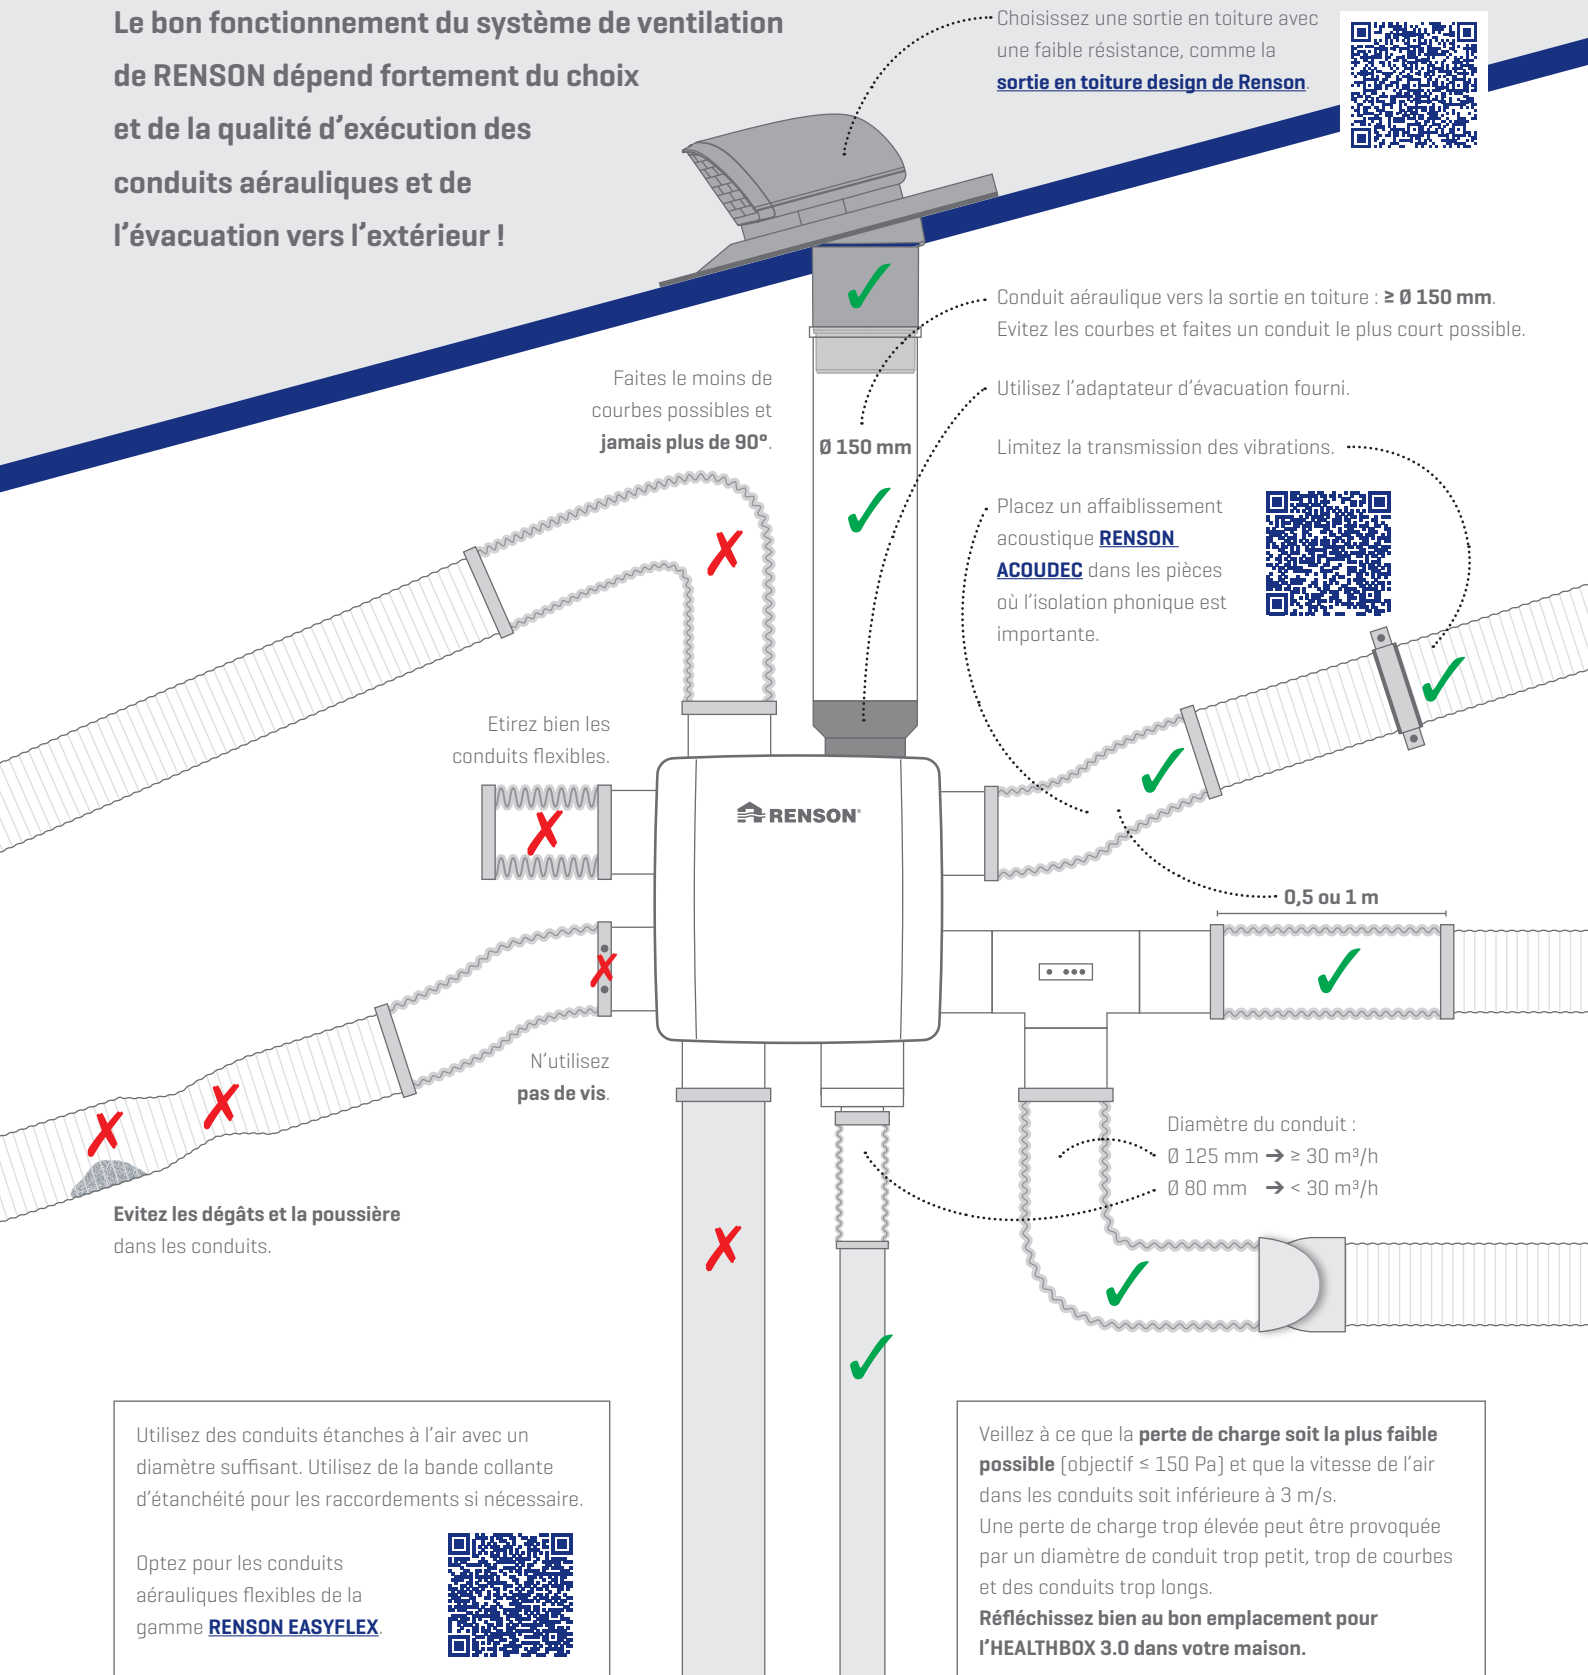 Le bon fonctionnement du système de ventilation
de RENSON dépend fortement du choix
et de la qualité d’exécution des
conduits aérauliques et de
l’évacuation vers l’extérieur !
Choisissez une sortie en toiture avec
une faible résistance, comme la
sortie en toiture design de Renson.
Conduit aéraulique vers la sortie en toiture : ≥ Ø 150 mm.
Evitez les courbes et faites un conduit le plus court possible.
Faites le moins de
courbes possibles et
jamais plus de 90°.
Utilisez l’adaptateur d’évacuation fourni.
Ø 150 mm
Limitez la transmission des vibrations.
Placez un affaiblissement
acoustique RENSON
ACOUDEC dans les pièces
où l’isolation phonique est
importante.
Etirez bien les
conduits flexibles.
RENSON®
0,5 ou 1 m
N’utilisez
pas de vis.
Diamètre du conduit :
Ø 125 mm ➔ ≥ 30 m³/h
Ø 80 mm ➔ < 30 m³/h
Evitez les dégâts et la poussière
dans les conduits.
Utilisez des conduits étanches à l’air avec un
diamètre suffisant. Utilisez de la bande collante
d’étanchéité pour les raccordements si nécessaire.
Optez pour les conduits
aérauliques flexibles de la
gamme RENSON EASYFLEX.
Veillez à ce que la perte de charge soit la plus faible
possible (objectif ≤ 150 Pa) et que la vitesse de l’air
dans les conduits soit inférieure à 3 m/s.
Une perte de charge trop élevée peut être provoquée
par un diamètre de conduit trop petit, trop de courbes
et des conduits trop longs.
Réfléchissez bien au bon emplacement pour
l’HEALTHBOX 3.0 dans votre maison.